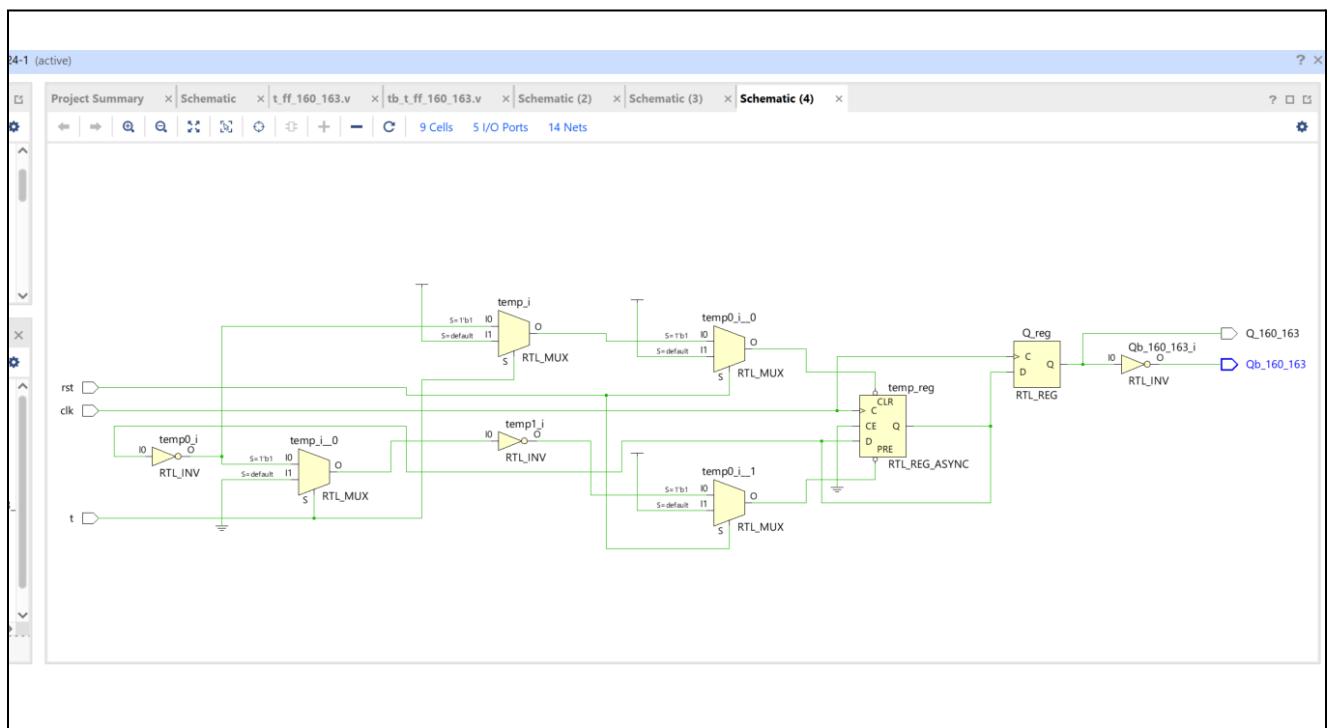 24-1 (active)
Project Summary × Schematic × t_ff_160_163.v × tb_t_ff_160_163.v × Schematic (2) × Schematic (3) × Schematic (4) ×
9 Cells 5 I/O Ports 14 Nets
temp_i
S=1'b1 I0
S=default I1
O
S
RTL_MUX
temp0_i__0
S=1'b1 I0
S=default I1
O
S
RTL_MUX
Q_reg
C
D
Q
RTL_REG
Qb_160_163_i
I0
O
RTL_INV
Q_160_163
Qb_160_163
rst
clk
temp_reg
CLR
C
CE
Q
D
PRE
RTL_REG_ASYNC
temp0_i
I0
O
RTL_INV
temp_i__0
S=1'b1 I0
S=default I1
O
S
RTL_MUX
temp1_i
I0
O
RTL_INV
temp0_i__1
S=1'b1 I0
S=default I1
O
S
RTL_MUX
t